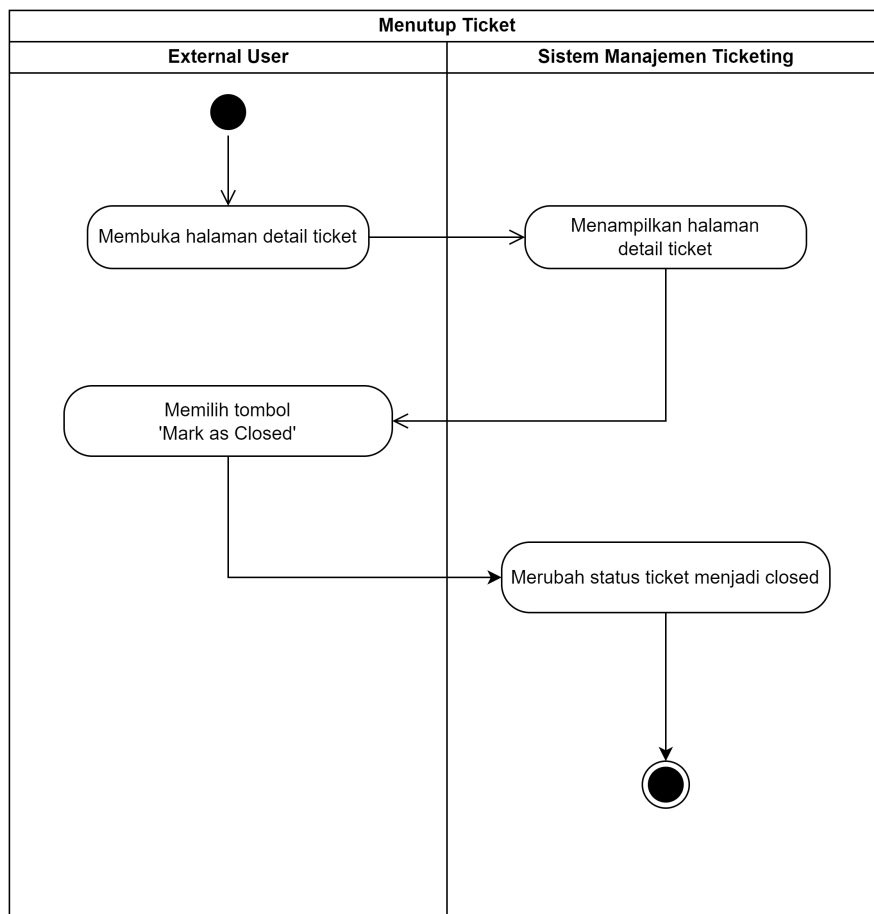 Menutup Ticket
External User
Sistem Manajemen Ticketing
Membuka halaman detail ticket
Menampilkan halaman
detail ticket
Memilih tombol
'Mark as Closed'
Merubah status ticket menjadi closed